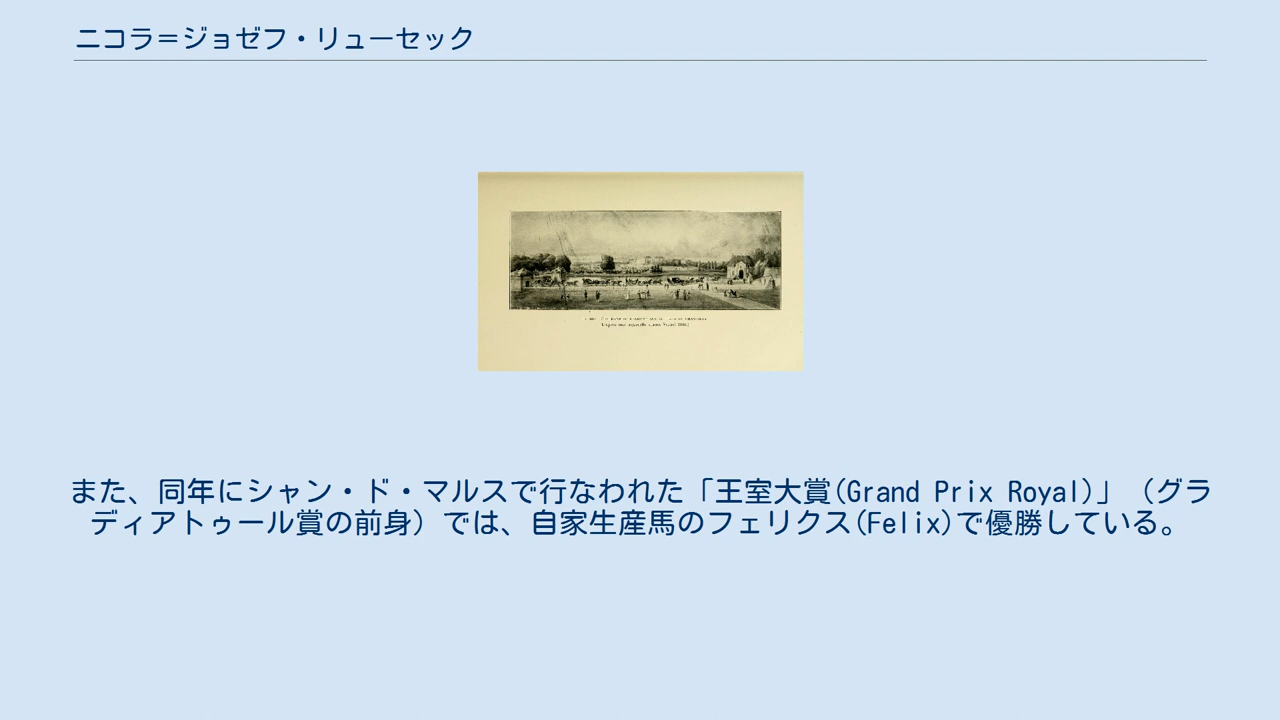 ニコラ＝ジョゼフ・リューセック
また、同年にシャン・ド・マルスで行なわれた「王室大賞(Grand Prix Royal)」（グラ
ディアトゥール賞の前身）では、自家生産馬のフェリクス(Felix)で優勝している。